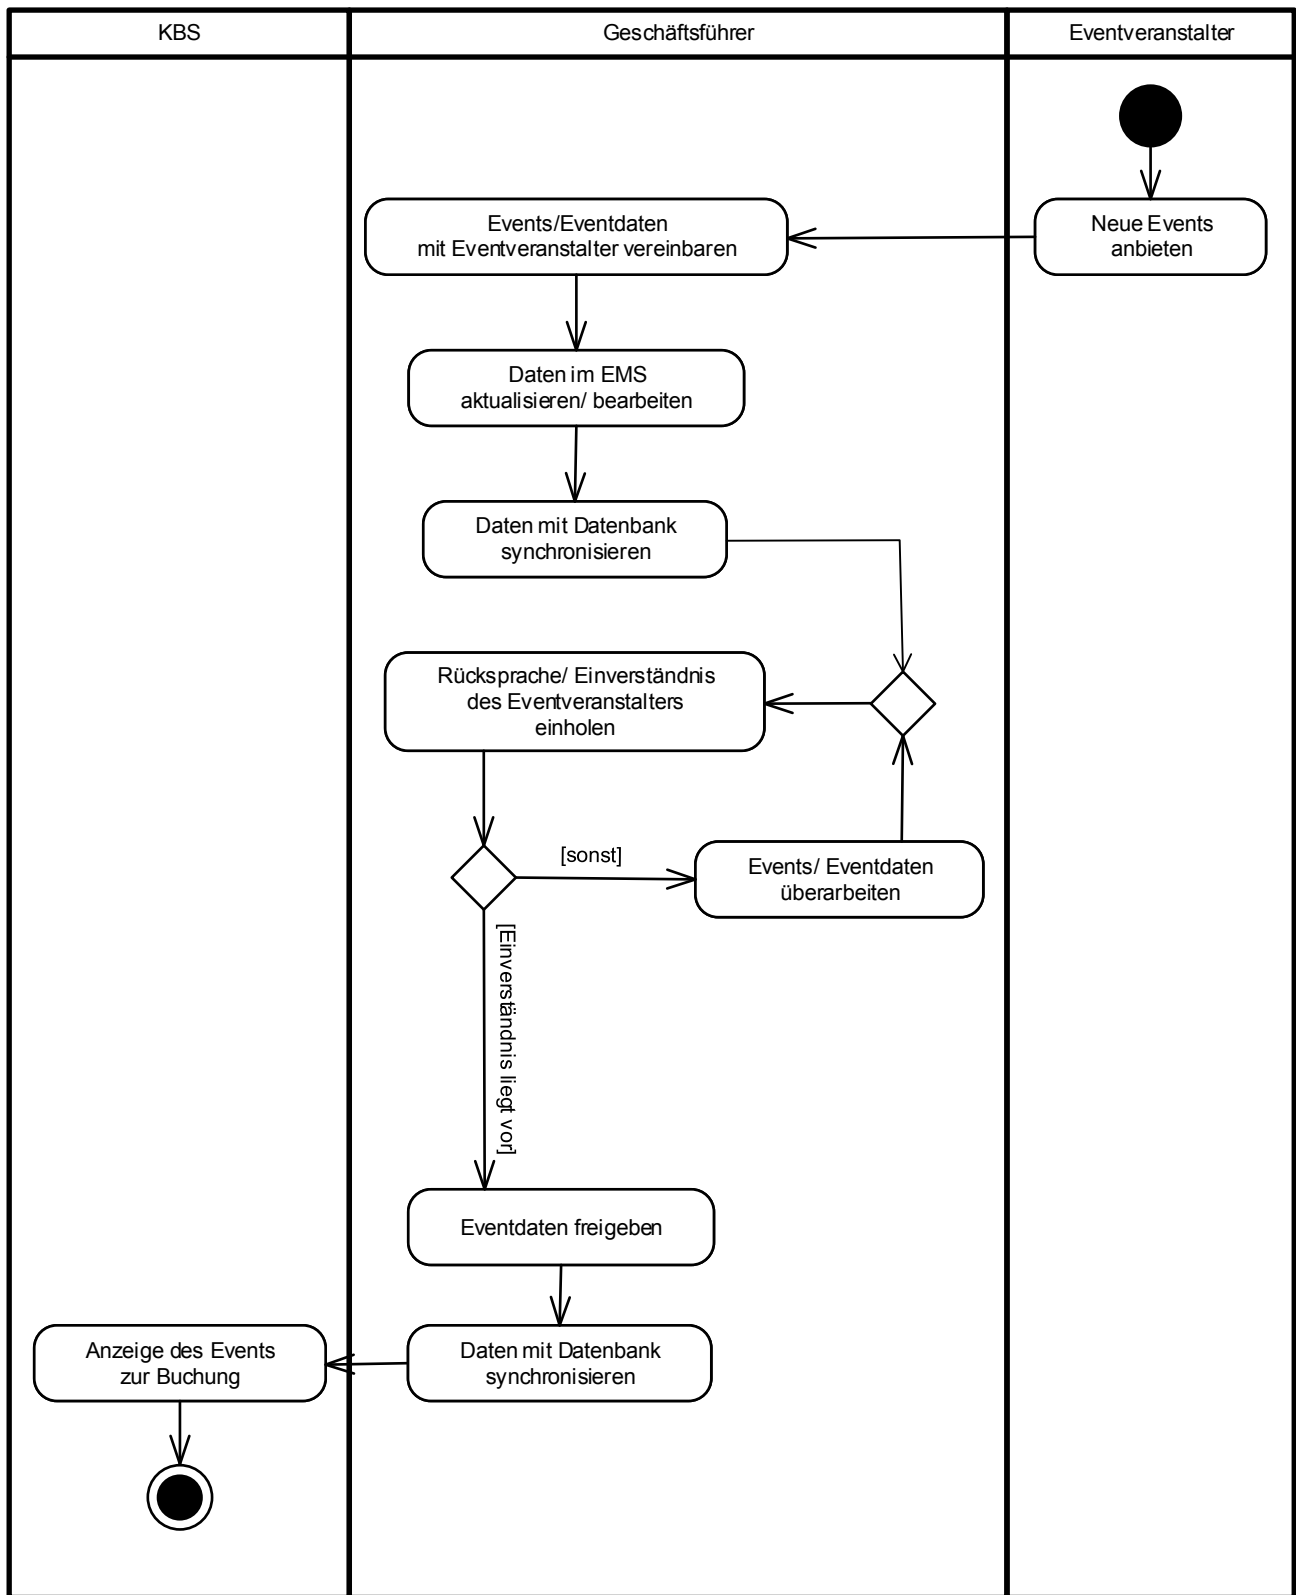 KBS
Geschäftsführer
Eventveranstalter
Neue Events
anbieten
Events/Eventdaten
mit Eventveranstalter vereinbaren
Daten im EMS
aktualisieren/ bearbeiten
Daten mit Datenbank
synchronisieren
Rücksprache/ Einverständnis
des Eventveranstalters
einholen
[sonst]
Events/ Eventdaten
überarbeiten
[Einverständnis liegt vor]
Eventdaten freigeben
Daten mit Datenbank
synchronisieren
Anzeige des Events
zur Buchung